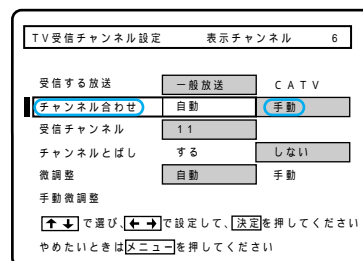 TV受信チャンネル設定 表示チャンネル 6
受信する放送 一般放送 CATV
チャンネル合わせ 自動 手動
受信チャンネル 11
チャンネルとばし する しない
微調整 自動 手動
手動微調整
↑↓で選び、←→で設定して、決定を押してください
やめたいときはメニューを押してください